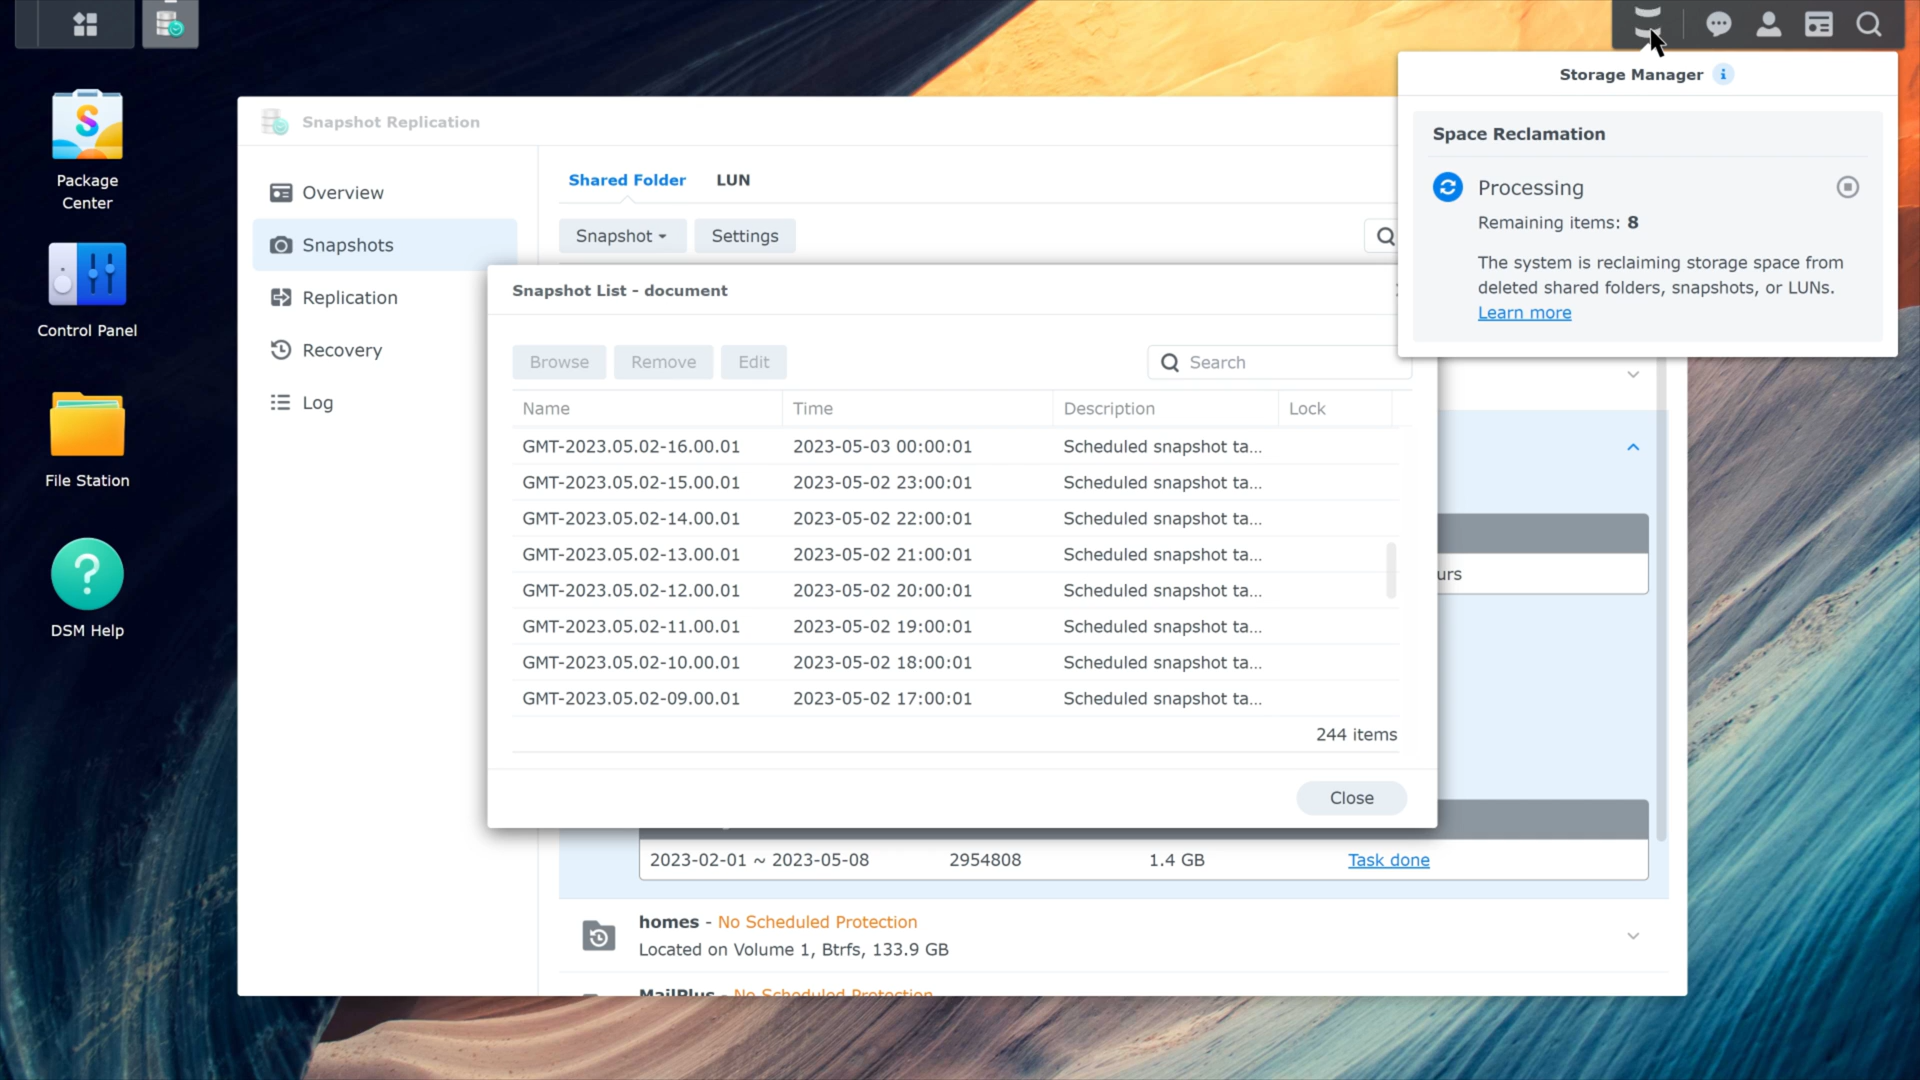 Package
Center
Control Panel
File Station
DSM Help
Snapshot Replication
Overview
Snapshots
Replication
Recovery
Log
Shared Folder LUN
Snapshot Settings
Storage Manager
Space Reclamation
Processing
Remaining items: 8
The system is reclaiming storage space from
deleted shared folders, snapshots, or LUNs.
Learn more
Snapshot List - document
Browse Remove Edit Search
Name Time Description Lock
GMT-2023.05.02-16.00.01 2023-05-03 00:00:01 Scheduled snapshot ta...
GMT-2023.05.02-15.00.01 2023-05-02 23:00:01 Scheduled snapshot ta...
GMT-2023.05.02-14.00.01 2023-05-02 22:00:01 Scheduled snapshot ta...
GMT-2023.05.02-13.00.01 2023-05-02 21:00:01 Scheduled snapshot ta...
GMT-2023.05.02-12.00.01 2023-05-02 20:00:01 Scheduled snapshot ta...
GMT-2023.05.02-11.00.01 2023-05-02 19:00:01 Scheduled snapshot ta...
GMT-2023.05.02-10.00.01 2023-05-02 18:00:01 Scheduled snapshot ta...
GMT-2023.05.02-09.00.01 2023-05-02 17:00:01 Scheduled snapshot ta...
244 items
Close
urs
2023-02-01 ~ 2023-05-08 2954808 1.4 GB Task done
homes - No Scheduled Protection
Located on Volume 1, Btrfs, 133.9 GB
MailPlus - No Scheduled Protection